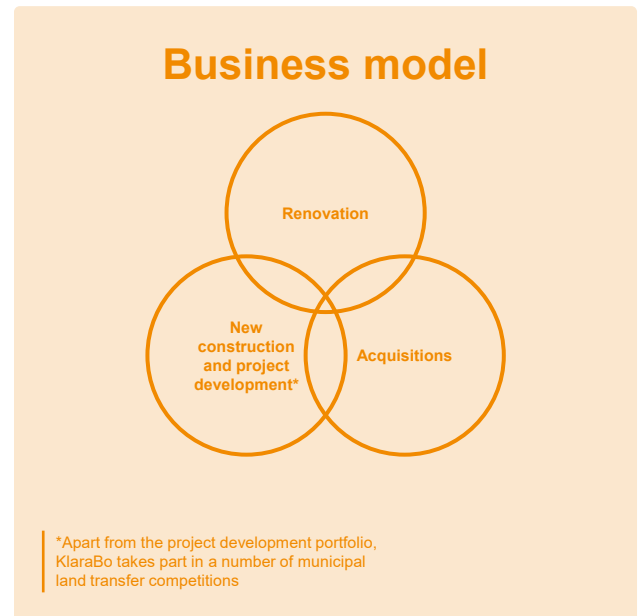 Business model
Renovation
New
construction
and project
development*
Acquisitions
*Apart from the project development portfolio,
KlaraBo takes part in a number of municipal
land transfer competitions